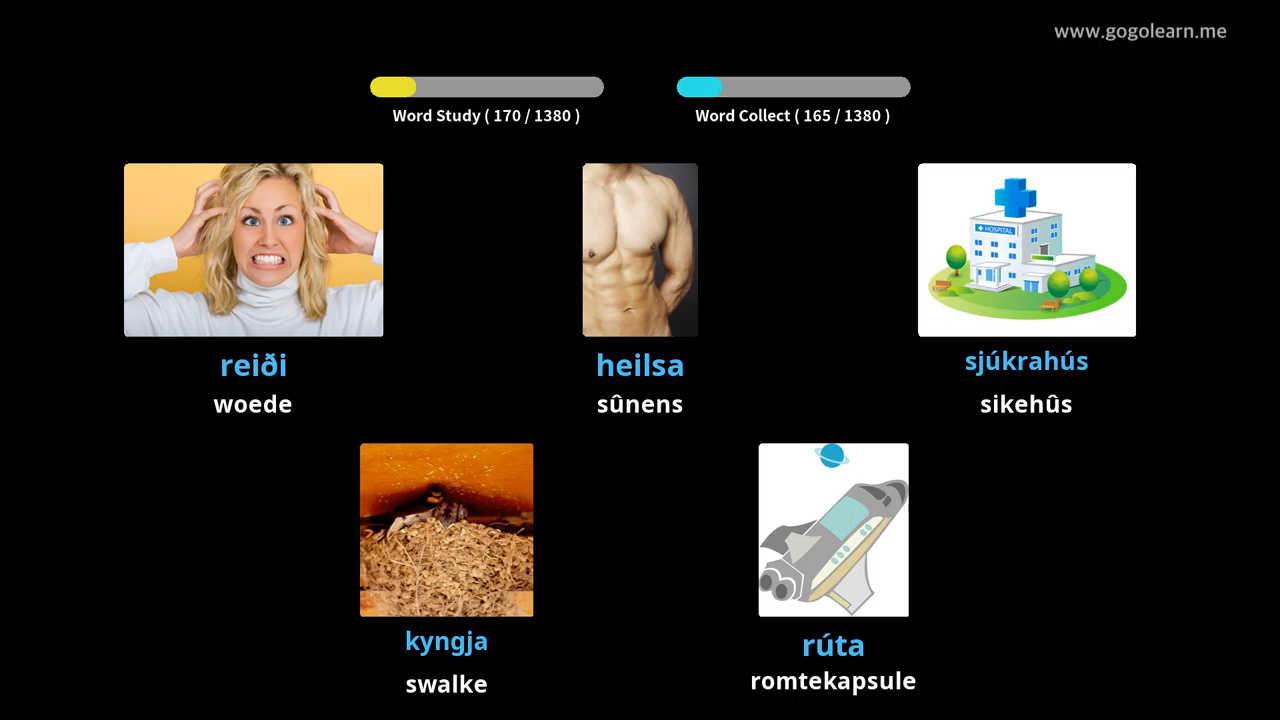 www.gogolearn.me
Word Study ( 170 / 1380 )
Word Collect ( 165 / 1380 )
HOSPITAL
reiði
heilsa
sjúkrahús
woede
sûnens
sikehûs
kyngja
rúta
swalke
romtekapsule